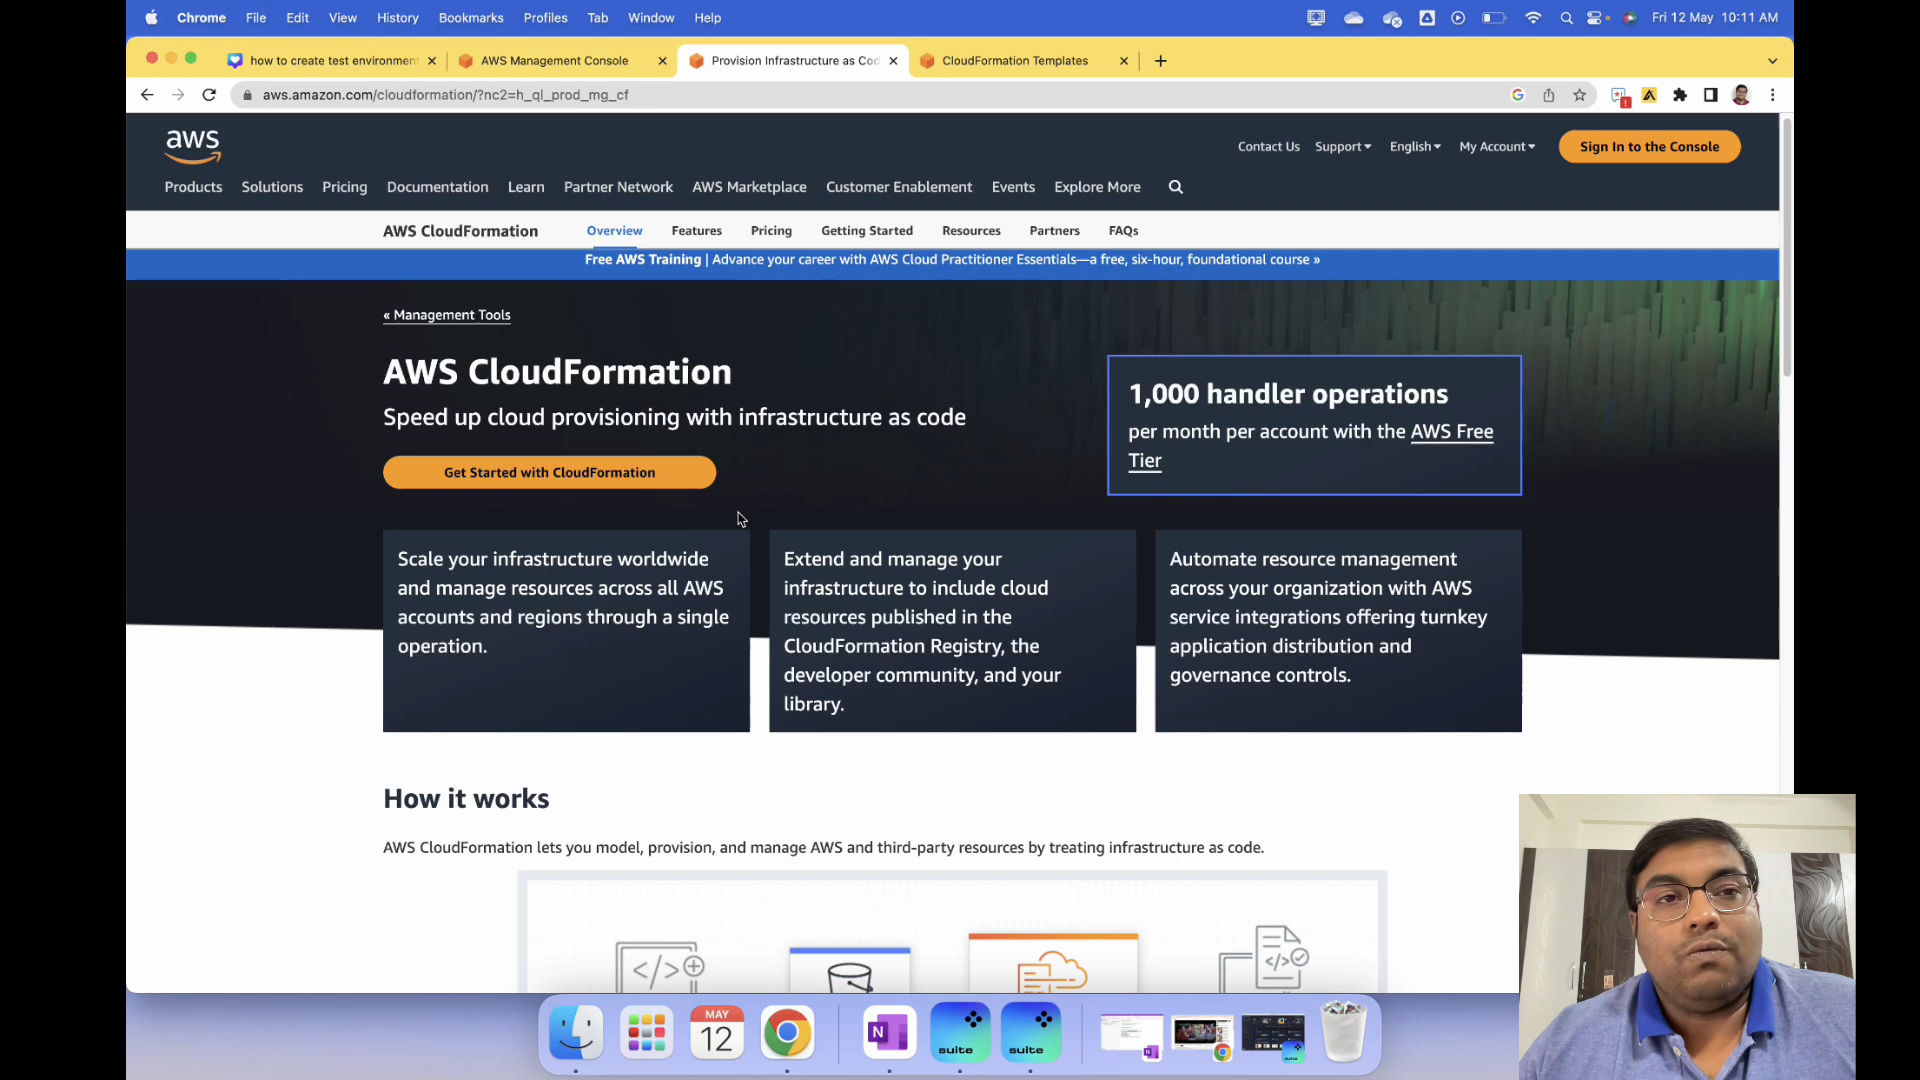 Chrome File Edit View History Bookmarks Profiles Tab Window Help
Fri 12 May 10:11 AM
how to create test environmen
AWS Management Console
Provision Infrastructure as Cod
CloudFormation Templates
aws.amazon.com/cloudformation/?nc2=h_ql_prod_mg_cf
aws
Contact Us Support English My Account Sign In to the Console
Products Solutions Pricing Documentation Learn Partner Network AWS Marketplace Customer Enablement Events Explore More
AWS CloudFormation Overview Features Pricing Getting Started Resources Partners FAQs
Free AWS Training | Advance your career with AWS Cloud Practitioner Essentials—a free, six-hour, foundational course »
« Management Tools
AWS CloudFormation
Speed up cloud provisioning with infrastructure as code
Get Started with CloudFormation
1,000 handler operations
per month per account with the AWS Free
Tier
Scale your infrastructure worldwide
and manage resources across all AWS
accounts and regions through a single
operation.
Extend and manage your
infrastructure to include cloud
resources published in the
CloudFormation Registry, the
developer community, and your
library.
Automate resource management
across your organization with AWS
service integrations offering turnkey
application distribution and
governance controls.
How it works
AWS CloudFormation lets you model, provision, and manage AWS and third-party resources by treating infrastructure as code.
</>
</>
MAY
12
N
suite
suite